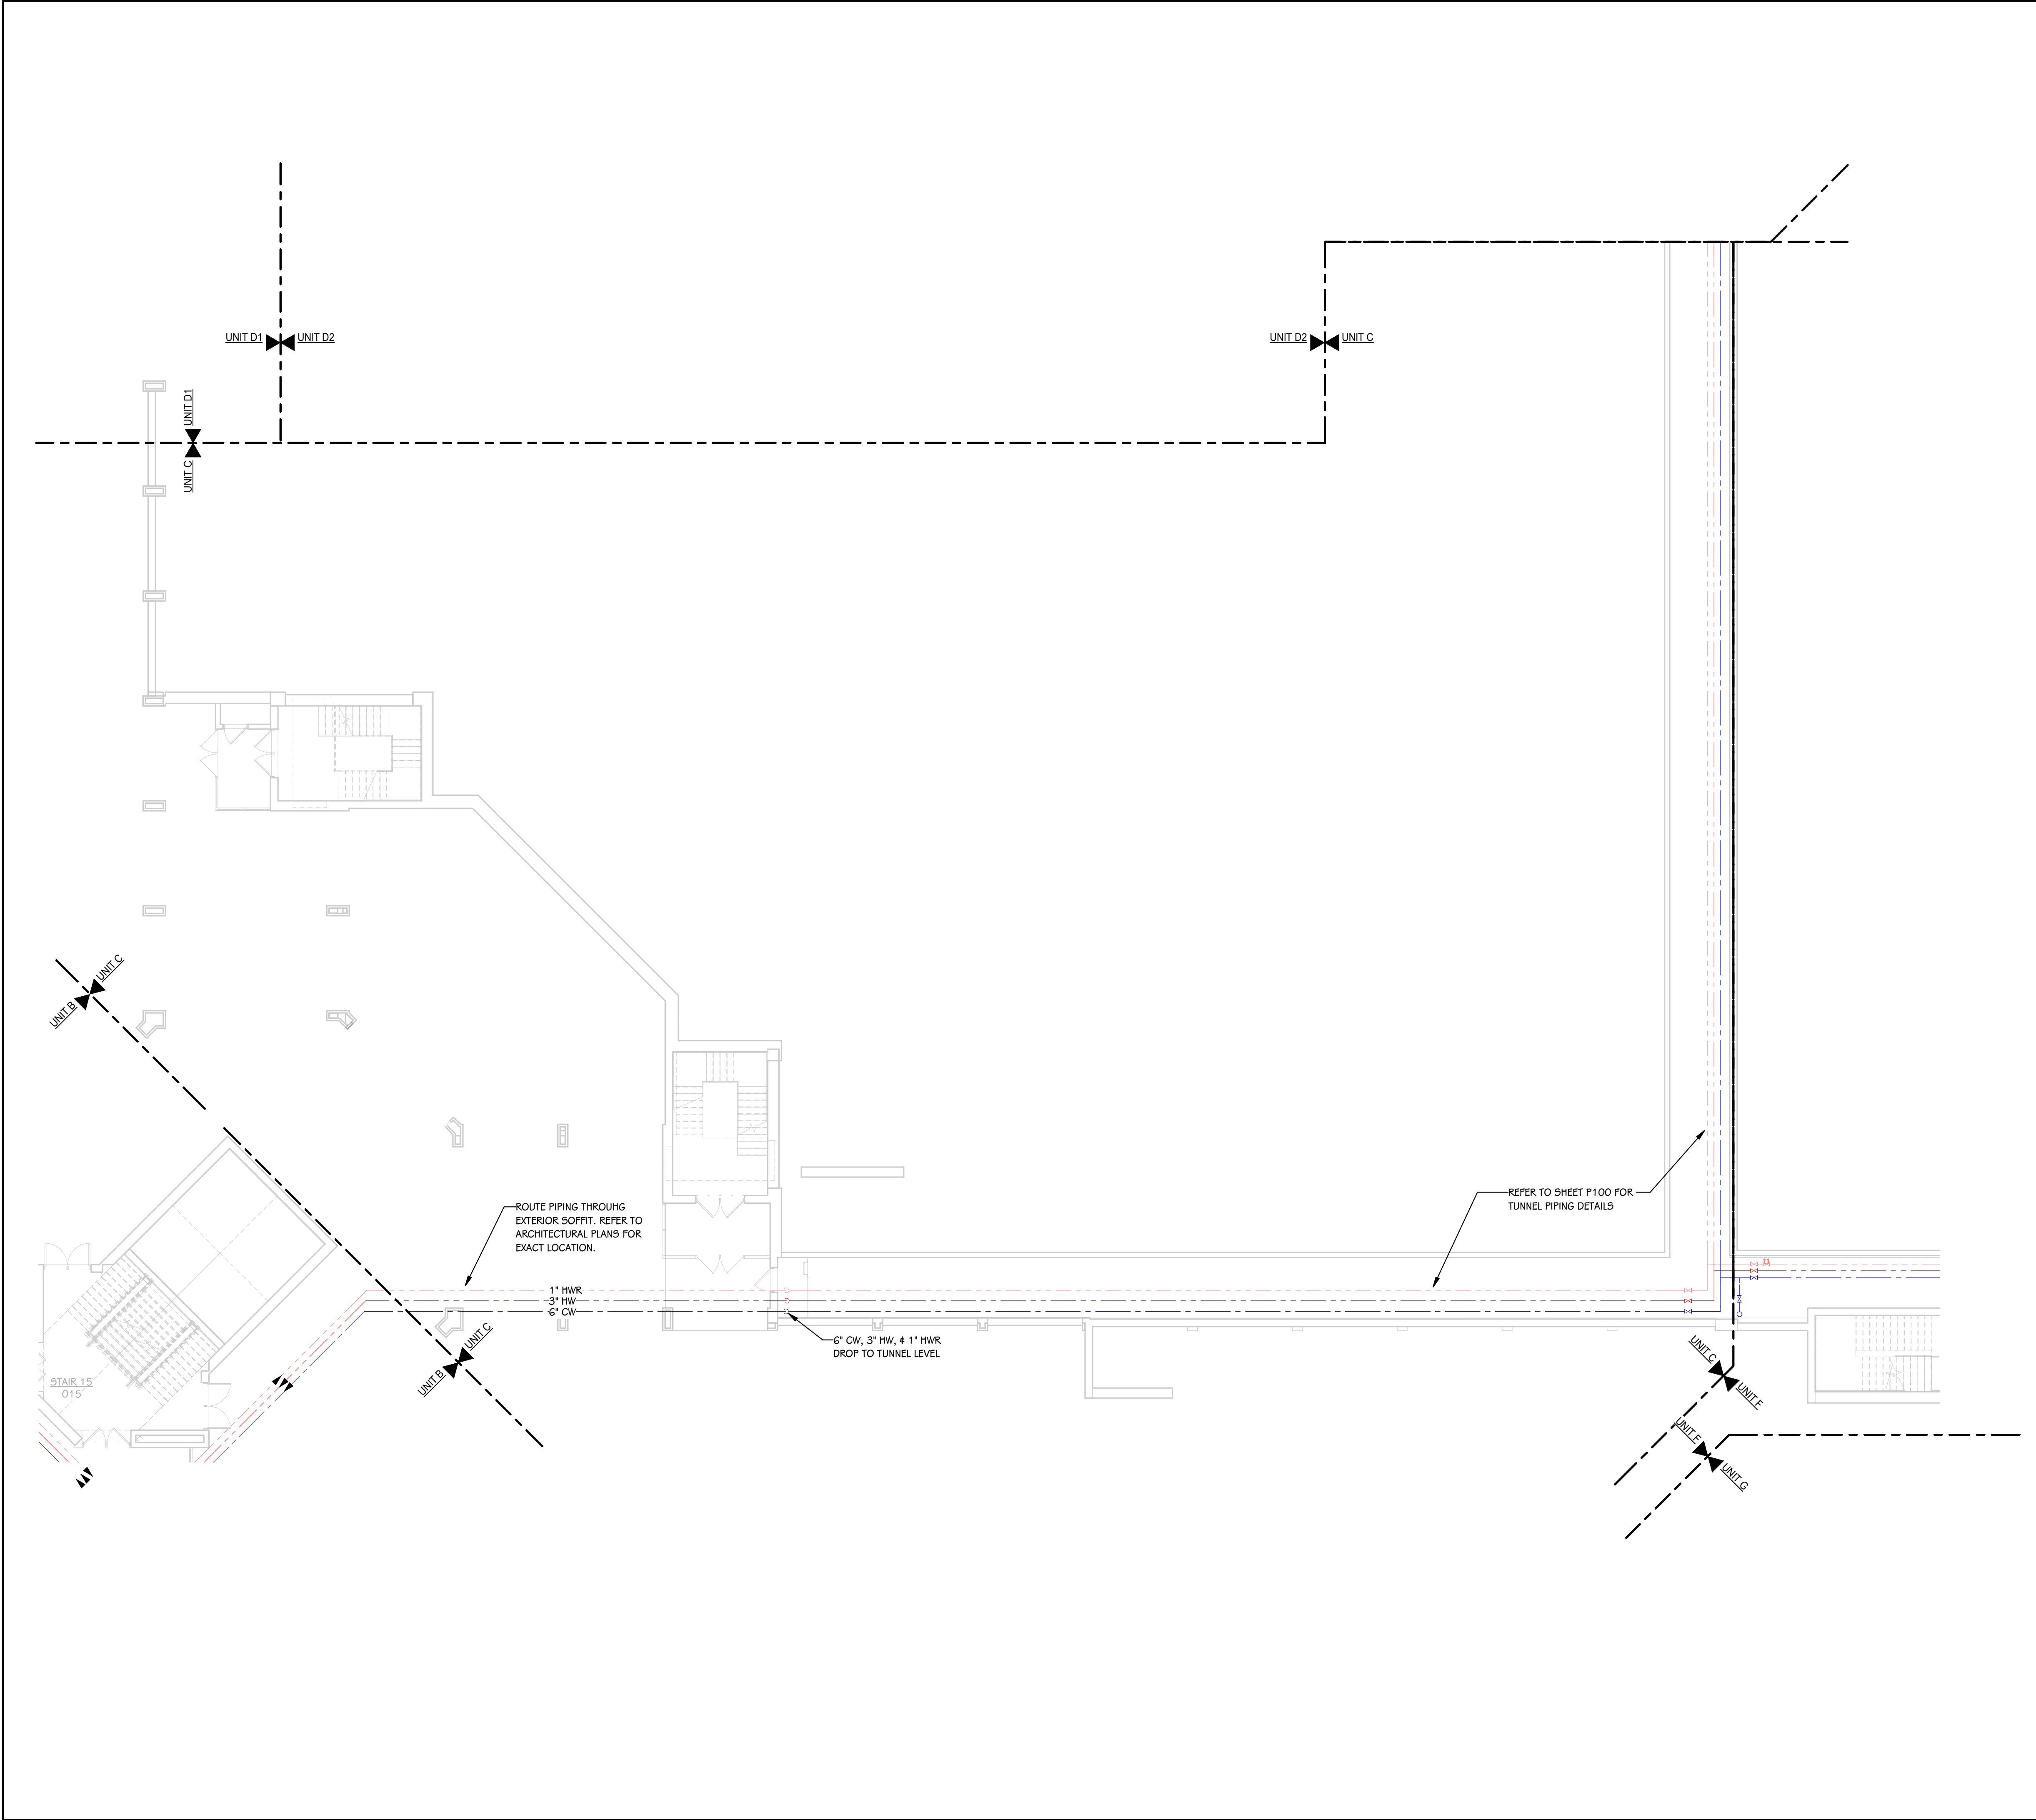 UNIT D1
UNIT D2
UNIT D2
UNIT C
UNIT D1
UNIT C
UNIT C
UNIT B
ROUTE PIPING THROUHG
EXTERIOR SOFFIT. REFER TO
ARCHITECTURAL PLANS FOR
EXACT LOCATION.
REFER TO SHEET P100 FOR
TUNNEL PIPING DETAILS
1" HWR
3" HW
6" CW
6" CW, 3" HW, & 1" HWR
DROP TO TUNNEL LEVEL
UNIT C
UNIT B
STAIR 15
015
UNIT C
UNIT F
UNIT F
UNIT G